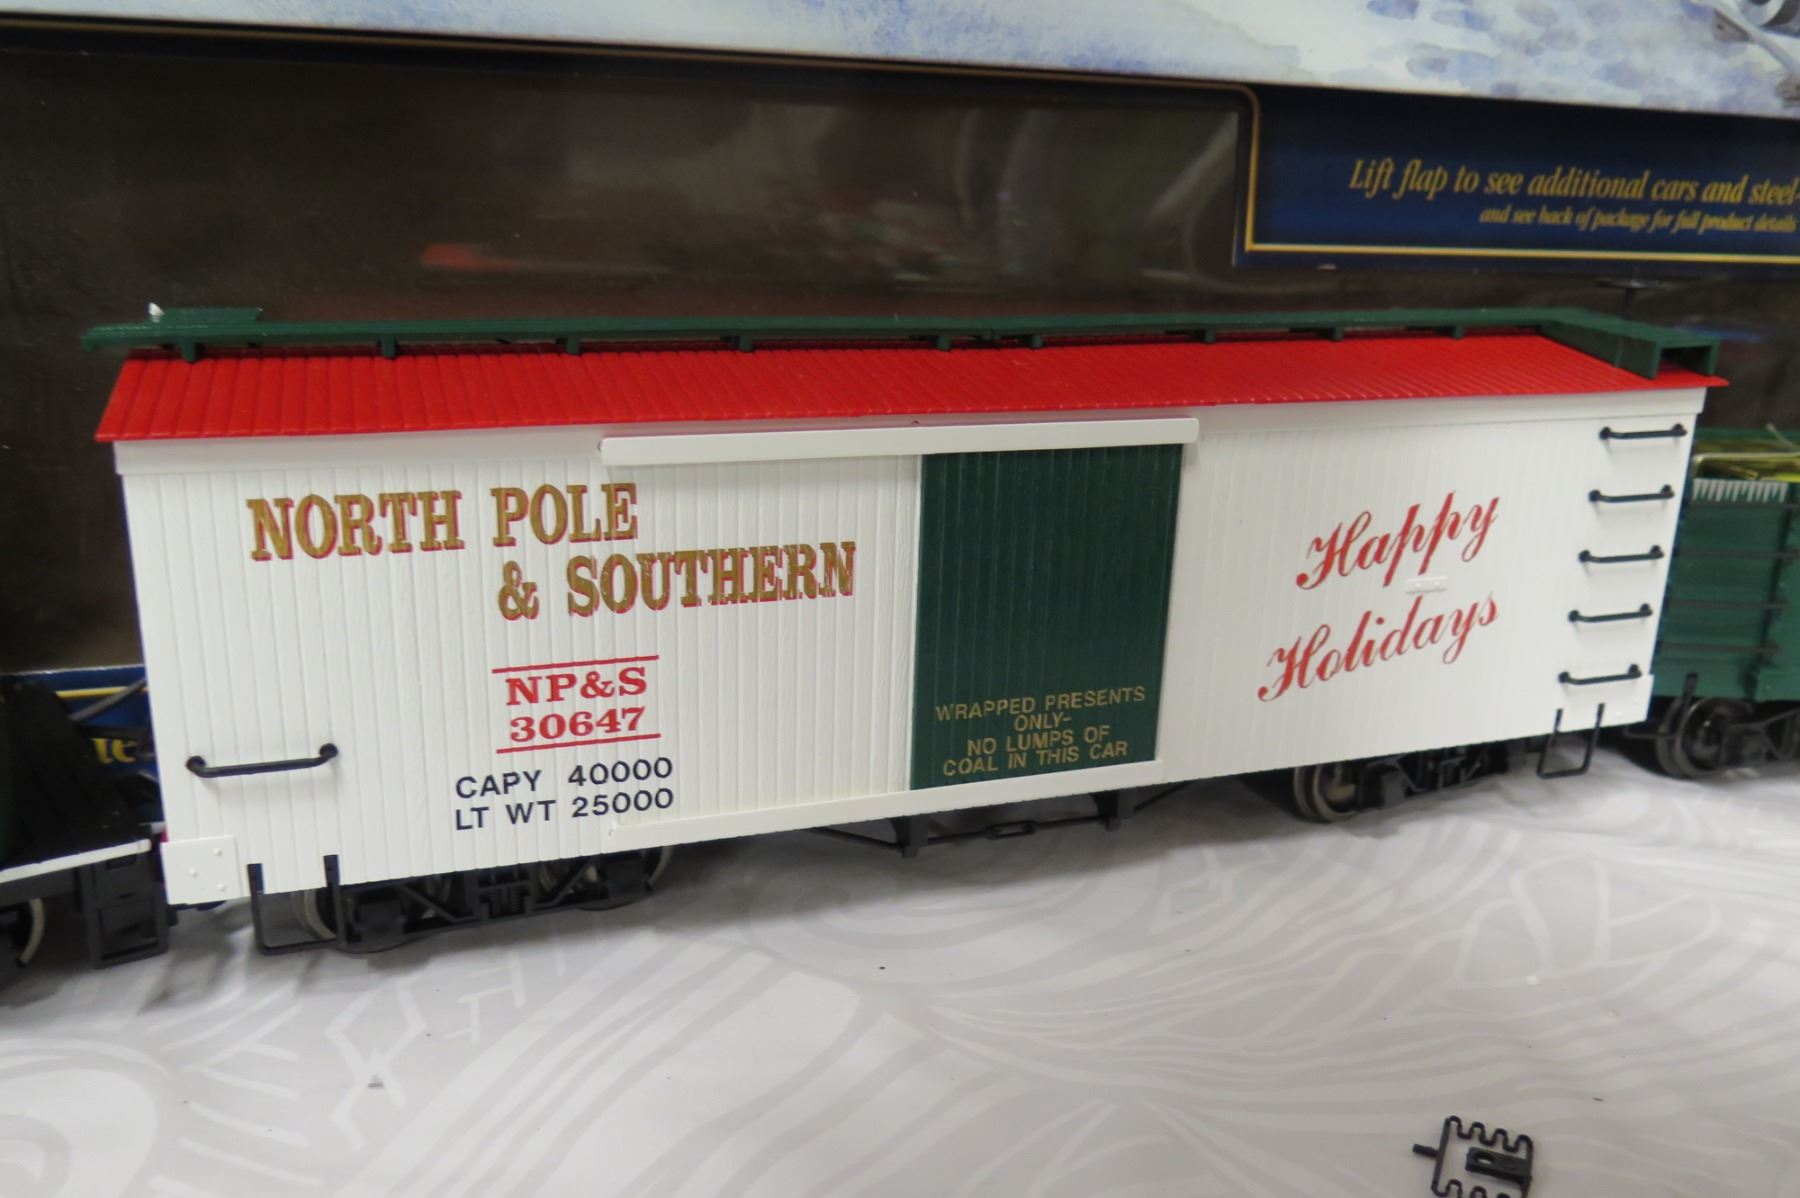 Lift flap to see additional cars and steel-
and see back of package for full product details
NORTH POLE
& SOUTHERN
NP&S
30647
CAPY 40000
LT WT 25000
WRAPPED PRESENTS
ONLY-
NO LUMPS OF
COAL IN THIS CAR
Happy
Holidays